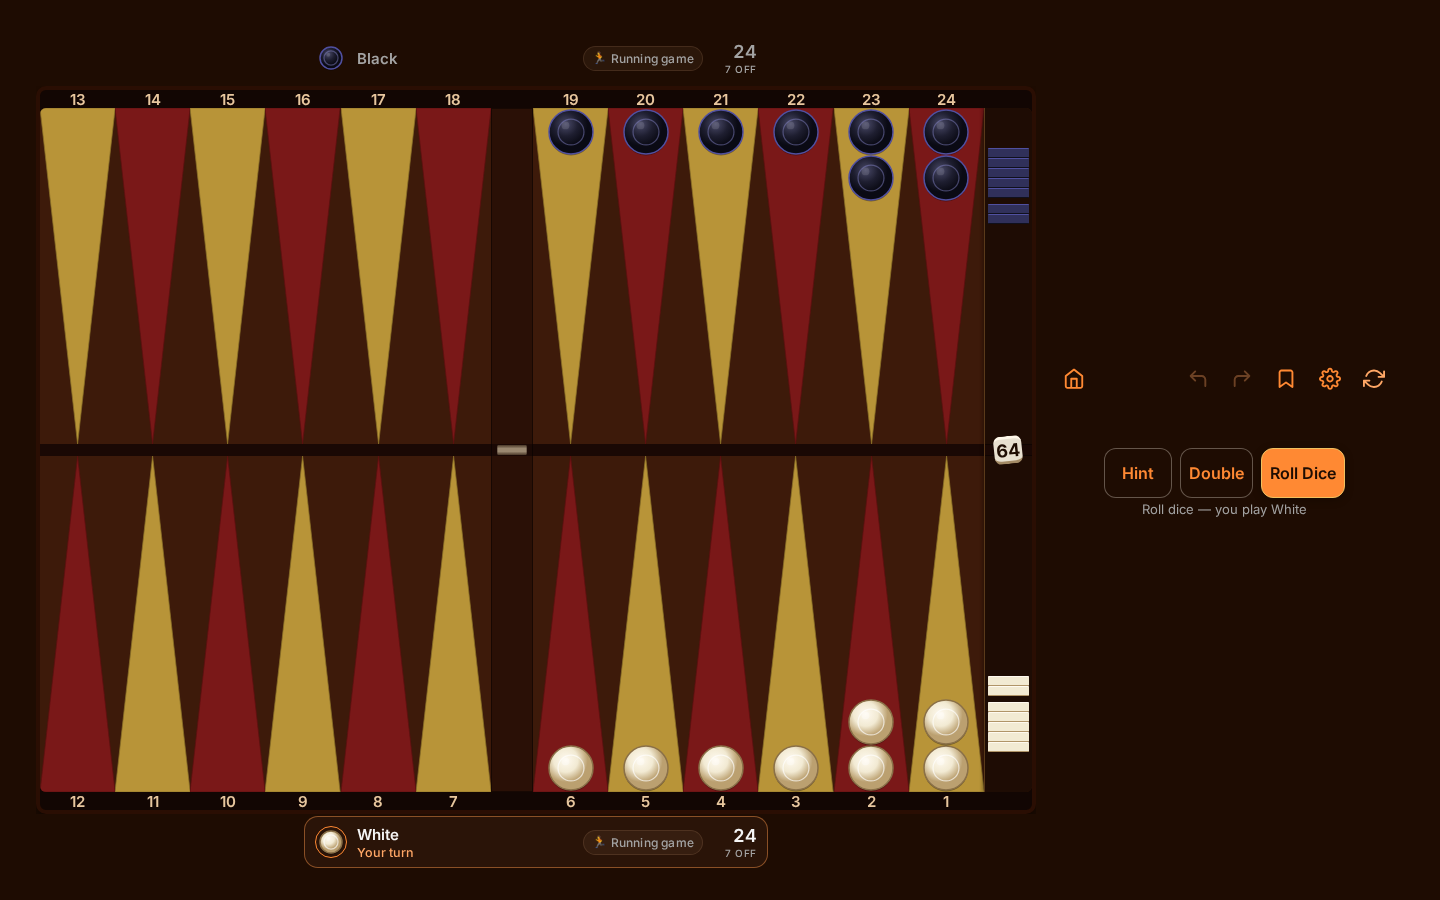 Black
Running game
24
7 OFF
13 14 15 16 17 18 19 20 21 22 23 24
64
Hint
Double
Roll Dice
Roll dice — you play White
12 11 10 9 8 7 6 5 4 3 2 1
White
Your turn
Running game
24
7 OFF